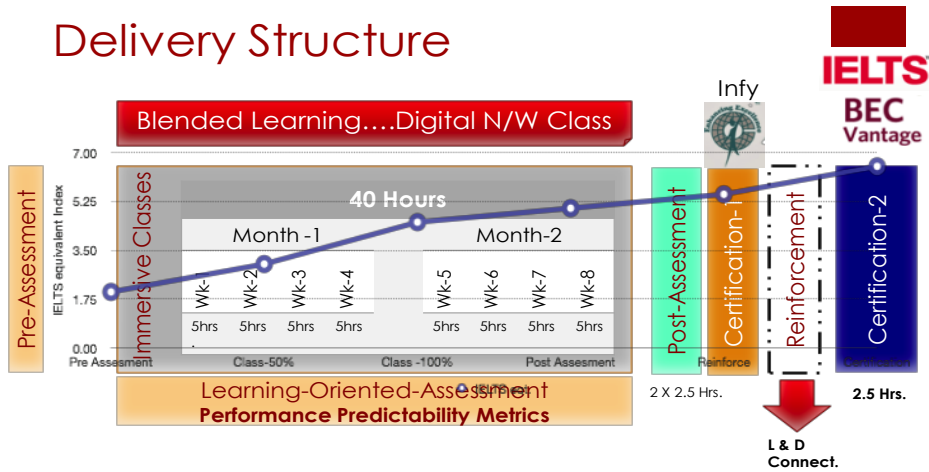 Delivery Structure
IELTS
BEC
Vantage
Infy
Blended Learning....Digital N/W Class
7.00
5.25
3.50
1.75
0.00
IELTS equivalent Index
Pre-Assessment
Immersive Classes
40 Hours
Month -1
Month-2
Wk-1
Wk-2
Wk-3
Wk-4
Wk-5
Wk-6
Wk-7
Wk-8
5hrs
5hrs
5hrs
5hrs
5hrs
5hrs
5hrs
5hrs
.
Post-Assessment
Certification-1
Reinforcement
Certification-2
Pre Assesment
Class-50%
Class -100%
Post Assesment
Reinforce
Learning-Oriented-Assessment
Performance Predictability Metrics
2 X 2.5 Hrs.
2.5 Hrs.
L & D
Connect.